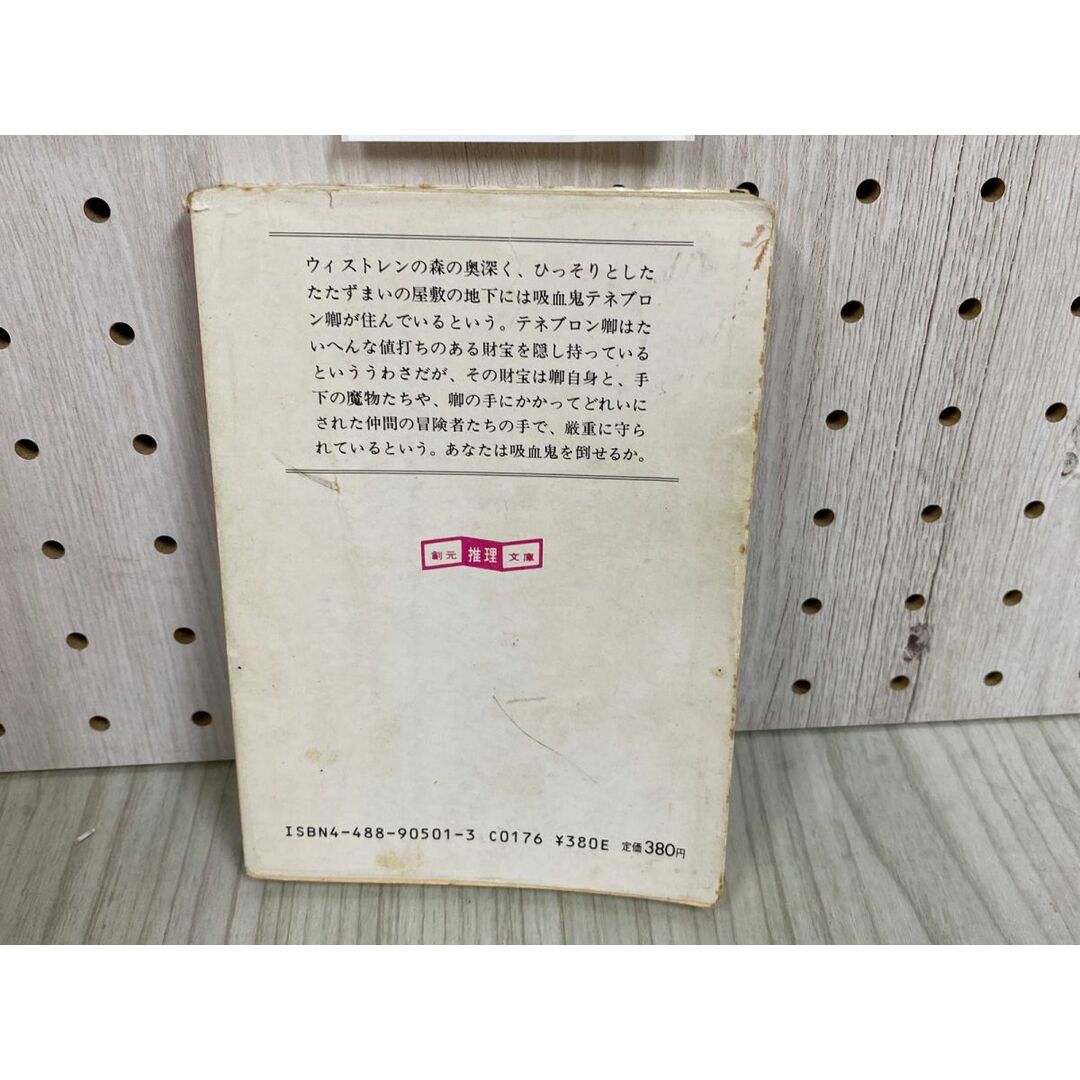 ウィストレンの森の奥深く、ひっそりとした
たたずまいの屋敷の地下には吸血鬼テネブロ
ン卿が住んでいるという。テネブロン卿はた
いへんな値打ちのある財宝を隠し持っている
といううわさだが、その財宝は卿自身と、手
下の魔物たちや、卿の手にかかってどれいに
された仲間の冒険者たちの手で、厳重に守ら
れているという。あなたは吸血鬼を倒せるか。
創元 推理 文庫
ISBN4-488-90501-3 C0176 ¥380E 定価380円